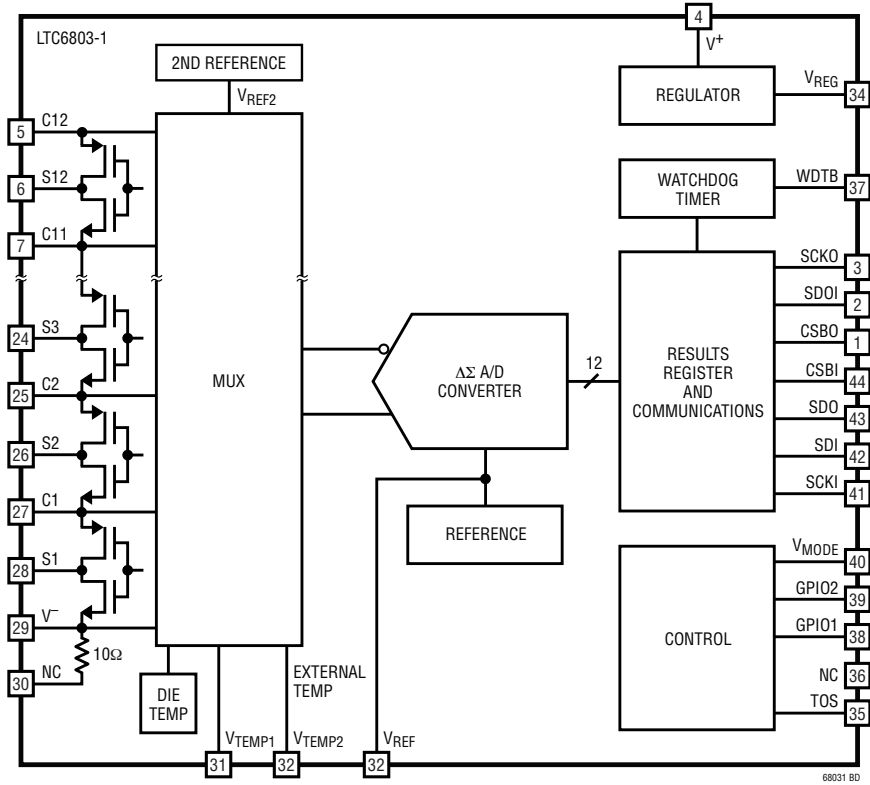 LTC6803-1
4
V+
2ND REFERENCE
VREF2
REGULATOR
VREG
34
5
C12
6
S12
7
C11
WATCHDOG
TIMER
WDTB
37
SCKO
3
SDOI
2
CSBO
1
CSBI
44
SDO
43
SDI
42
SCKI
41
RESULTS
REGISTER
AND
COMMUNICATIONS
24
S3
25
C2
26
S2
27
C1
28
S1
29
V−
30
NC
10Ω
MUX
ΔΣ A/D
CONVERTER
12
REFERENCE
CONTROL
VMODE
40
GPIO2
39
GPIO1
38
NC
36
TOS
35
DIE
TEMP
EXTERNAL
TEMP
VTEMP1
VTEMP2
VREF
31
32
32
68031 BD